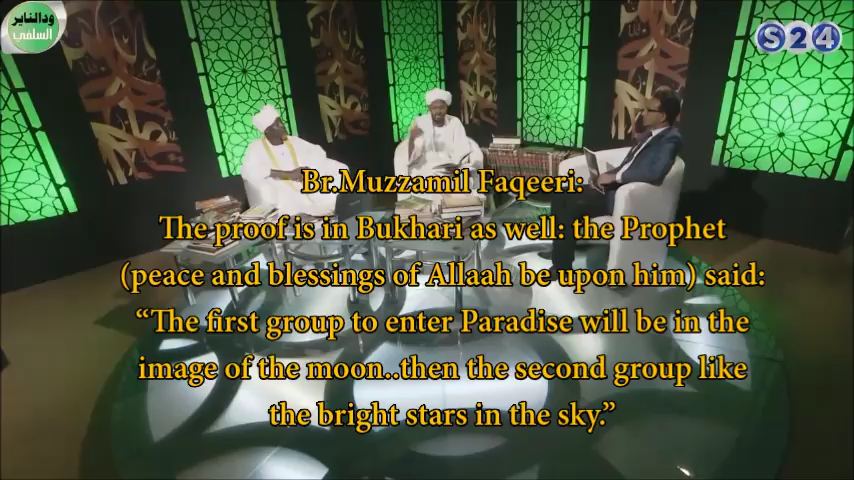 ودالناير
السلفي
S24
Br.Muzzamil Faqeeri:
The proof is in Bukhari as well: the Prophet
(peace and blessings of Allaah be upon him) said:
“The first group to enter Paradise will be in the
image of the moon..then the second group like
the bright stars in the sky.”